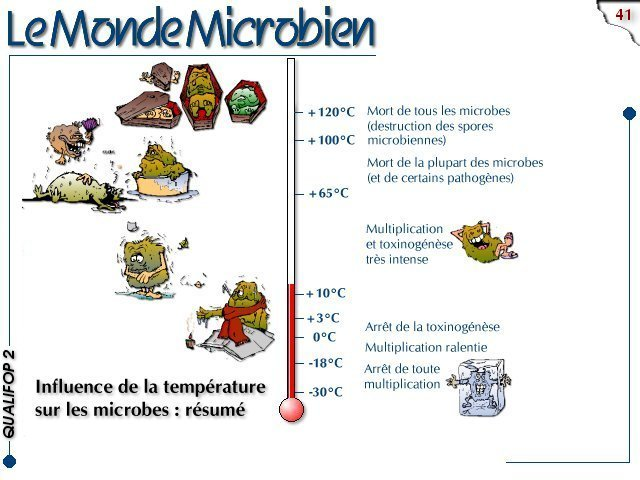 Le Monde Microbien
41
+120°C
Mort de tous les microbes
(destruction des spores
+100°C
microbiennes)
Mort de la plupart des microbes
(et de certains pathogènes)
+65°C
Multiplication
et toxinogénèse
très intense
+10°C
+3°C
Arrêt de la toxinogénèse
0°C
Multiplication ralentie
-18°C
Arrêt de toute
multiplication
-30°C
Influence de la température
sur les microbes : résumé
QUALIFOP 2